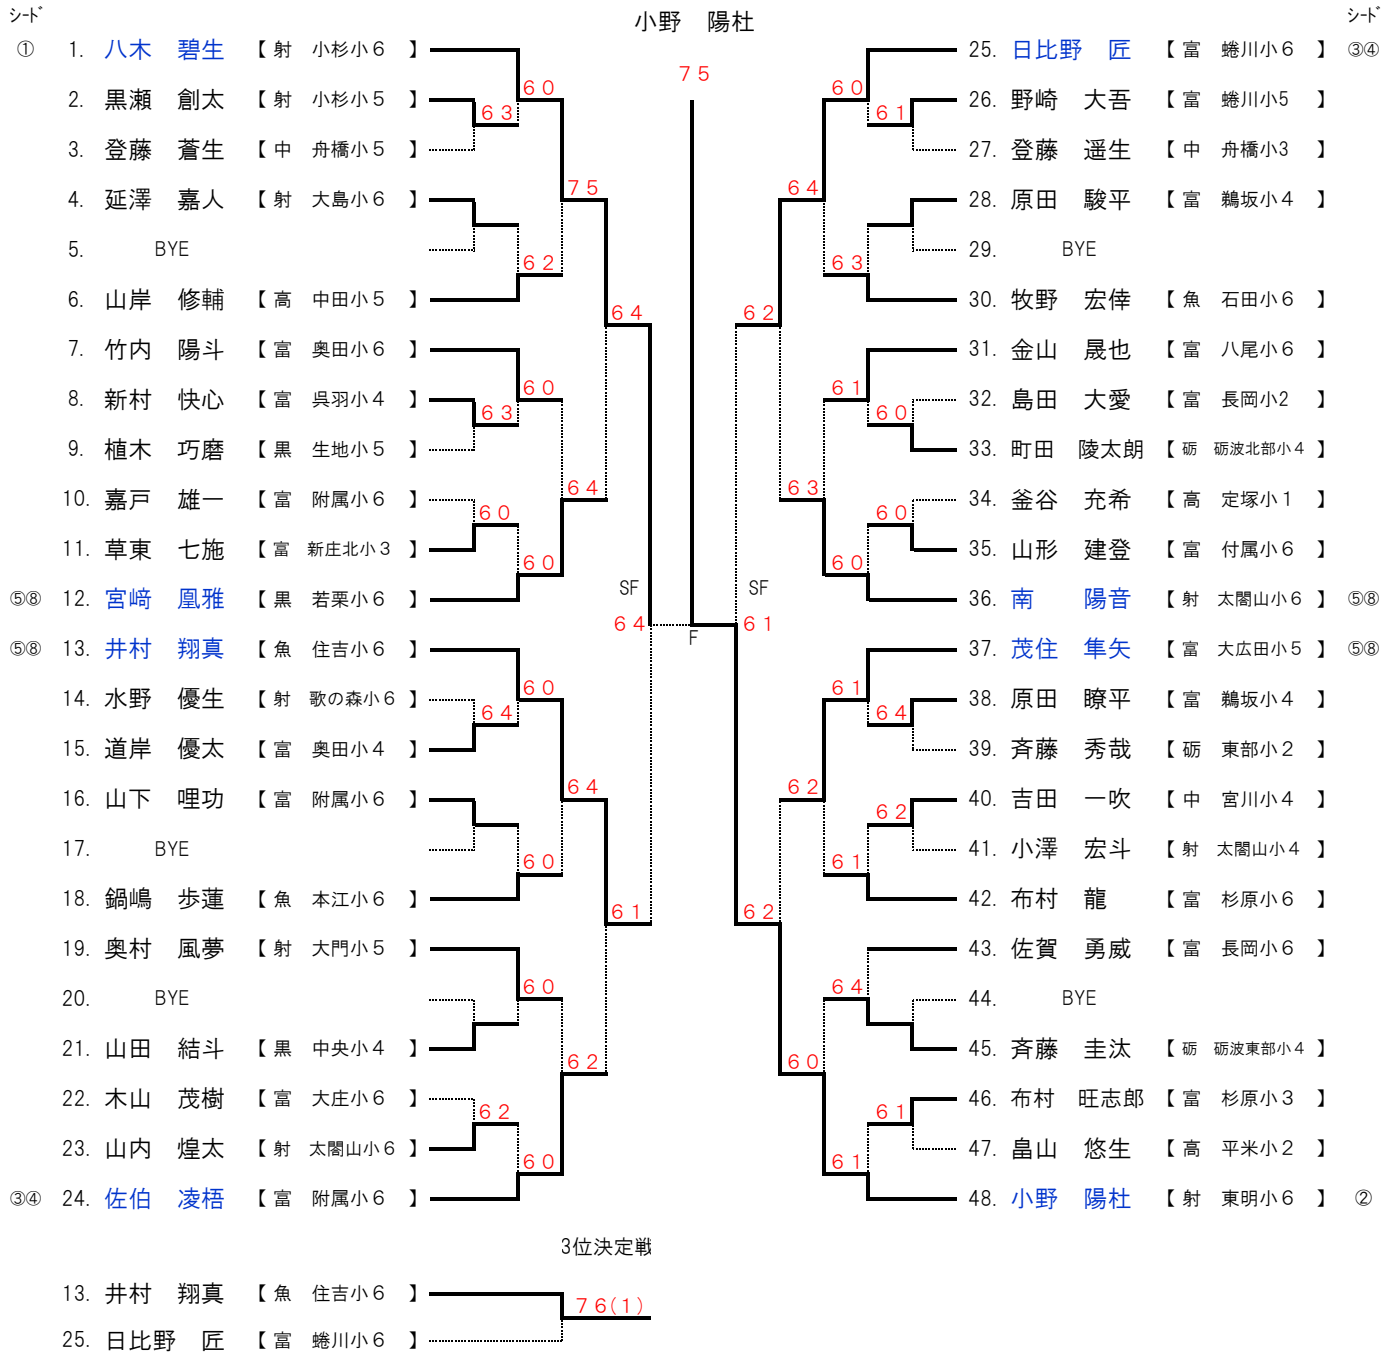 シード 小野 陽杜 シード
① 1. 八木 碧生 【 射 小杉小６ 】 25. 日比野 匠 【 富 蜷川小６ 】 ③④
７５
６０ ６０
2. 黒瀬 創太 【 射 小杉小５ 】 26. 野崎 大吾 【 富 蜷川小5 】
６３ ６１
3. 登藤 蒼生 【 中 舟橋小５ 】 27. 登藤 遥生 【 中 舟橋小3 】
７５ ６４
4. 延澤 嘉人 【 射 大島小６ 】 28. 原田 駿平 【 富 鵜坂小４ 】
5. BYE 29. BYE
６２ ６３
6. 山岸 修輔 【 高 中田小５ 】 30. 牧野 宏倖 【 魚 石田小６ 】
６４ ６２
7. 竹内 陽斗 【 富 奥田小６ 】 31. 金山 晟也 【 富 八尾小６ 】
６０ ６１
8. 新村 快心 【 富 呉羽小４ 】 32. 島田 大愛 【 富 長岡小2 】
６３ ６０
9. 植木 巧磨 【 黒 生地小５ 】 33. 町田 陵太朗 【 砺 砺波北部小４ 】
６４ ６３
10. 嘉戸 雄一 【 富 附属小６ 】 34. 釜谷 充希 【 高 定塚小１ 】
６０ ６０
11. 草東 七施 【 富 新庄北小３ 】 35. 山形 建登 【 富 付属小６ 】
６０ ６０
SF SF
⑤⑧ 12. 宮﨑 凰雅 【 黒 若栗小６ 】 36. 南 陽音 【 射 太閤山小６ 】 ⑤⑧
６４ F ６１
⑤⑧ 13. 井村 翔真 【 魚 住吉小６ 】 37. 茂住 隼矢 【 富 大広田小５ 】 ⑤⑧
６０ ６１
14. 水野 優生 【 射 歌の森小６ 】 38. 原田 瞭平 【 富 鵜坂小４ 】
６４ ６４
15. 道岸 優太 【 富 奥田小４ 】 39. 斉藤 秀哉 【 砺 東部小２ 】
６４ ６２
16. 山下 哩功 【 富 附属小６ 】 40. 吉田 一吹 【 中 宮川小４ 】
６２
17. BYE 41. 小澤 宏斗 【 射 太閤山小４ 】
６０ ６１
18. 鍋嶋 歩蓮 【 魚 本江小６ 】 42. 布村 龍 【 富 杉原小６ 】
６１ ６２
19. 奥村 風夢 【 射 大門小５ 】 43. 佐賀 勇威 【 富 長岡小６ 】
６０ ６４
20. BYE 44. BYE
21. 山田 結斗 【 黒 中央小４ 】 45. 斉藤 圭汰 【 砺 砺波東部小４ 】
６２ ６０
22. 木山 茂樹 【 富 大庄小６ 】 46. 布村 旺志郎 【 富 杉原小３ 】
６２ ６１
23. 山内 煌太 【 射 太閤山小６ 】 47. 畠山 悠生 【 高 平米小２ 】
６０ ６１
③④ 24. 佐伯 凌梧 【 富 附属小６ 】 48. 小野 陽杜 【 射 東明小６ 】 ②
3位決定戦
13. 井村 翔真 【 魚 住吉小６ 】
７６(１)
25. 日比野 匠 【 富 蜷川小６ 】